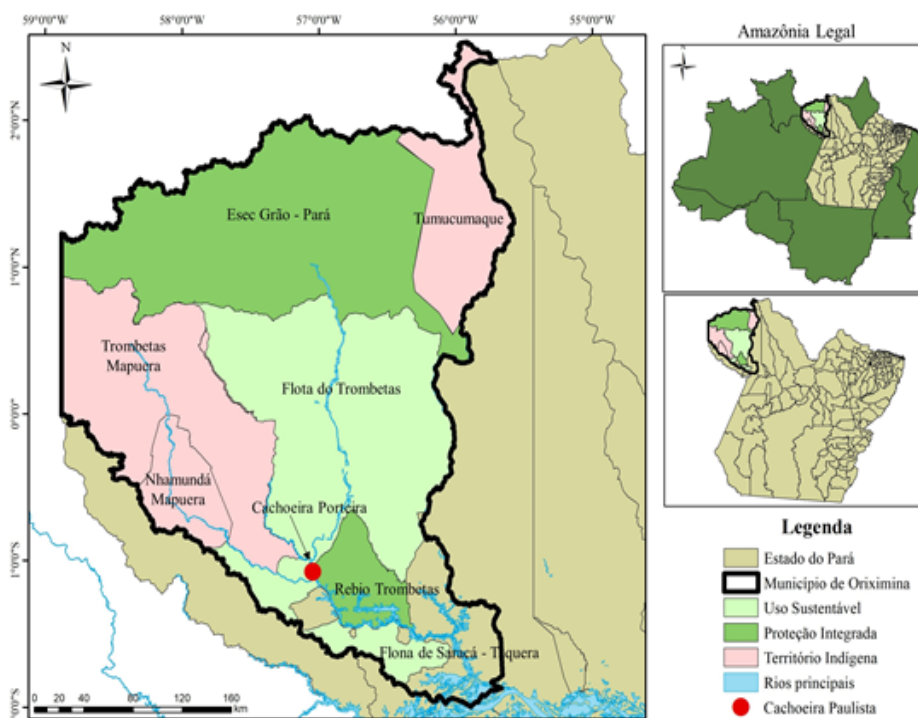 59°0'0"W
58°0'0"W
57°0'0"W
56°0'0"W
55°0'0"W
Amazônia Legal
N
N
2°0'0"N
1°0'0"N
0°0'0"
1°0'0"S
Esec Grão - Pará
Tumucumaque
Trombetas
Mapuera
Flota do Trombetas
Nhamundá
Mapuera
Cachoeira Porteira
Rebio Trombetas
Flona de Saracá - Taquera
0 20 40 80 120 160
km
Legenda
Estado do Pará
Município de Oriximina
Uso Sustentável
Proteção Integrada
Território Indígena
Rios principais
Cachoeira Paulista